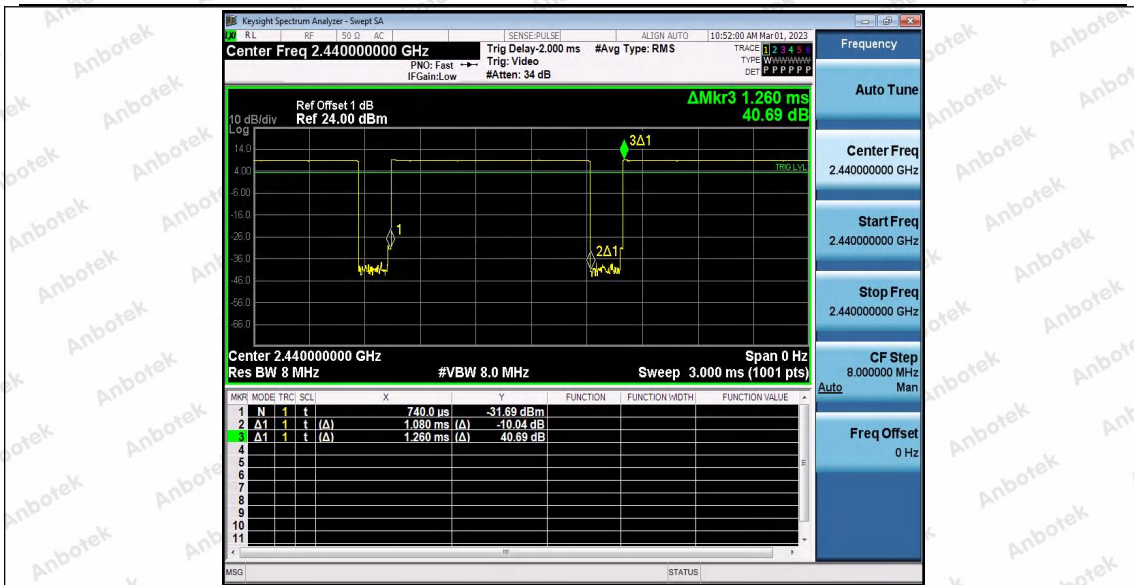 Keysight Spectrum Analyzer - Swept SA
LXI RL RF 50 Ω AC SENSE:PULSE ALIGN AUTO 10:52:00 AM Mar 01, 2023
Center Freq 2.440000000 GHz
PNO: Fast
IFGain:Low
Trig Delay-2.000 ms
Trig: Video
#Atten: 34 dB
#Avg Type: RMS
TRACE 1 2 3 4 5 6
TYPE WWWWWW
DET P P P P P P
Frequency
Auto Tune
Center Freq
2.440000000 GHz
Start Freq
2.440000000 GHz
Stop Freq
2.440000000 GHz
CF Step
8.000000 MHz
Auto Man
Freq Offset
0 Hz
ΔMkr3 1.260 ms
40.69 dB
Ref Offset 1 dB
10 dB/div Ref 24.00 dBm
Log
14.0
4.00
-6.00
-16.0
-26.0
-36.0
-46.0
-56.0
-66.0
3Δ1
TRIG LVL
1
2Δ1
Center 2.440000000 GHz Span 0 Hz
Res BW 8 MHz #VBW 8.0 MHz Sweep 3.000 ms (1001 pts)
MKR MODE TRC SCL X Y FUNCTION FUNCTION WIDTH FUNCTION VALUE
1 N 1 t 740.0 µs -31.69 dBm
2 Δ1 1 t (Δ) 1.080 ms (Δ) -10.04 dB
3 Δ1 1 t (Δ) 1.260 ms (Δ) 40.69 dB
4
5
6
7
8
9
10
11
MSG STATUS
Anbotek